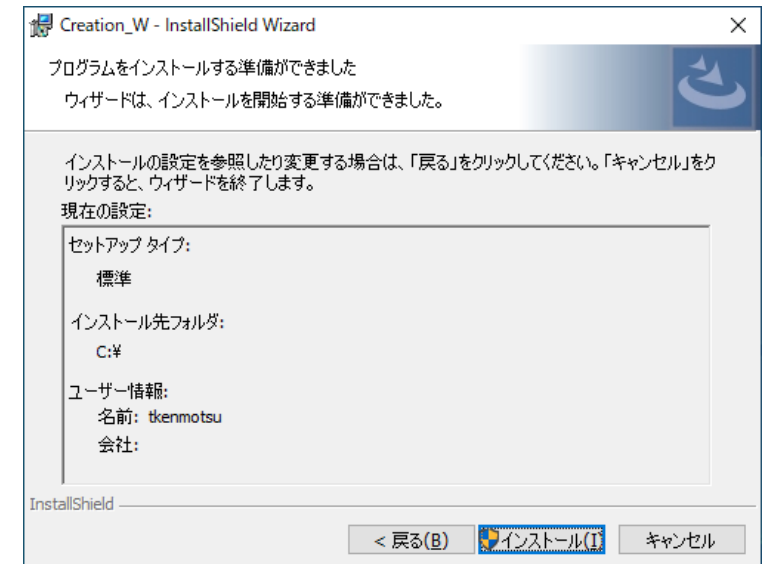 Creation_W - InstallShield Wizard
プログラムをインストールする準備ができました
ウィザードは、インストールを開始する準備ができました。
インストールの設定を参照したり変更する場合は、「戻る」をクリックしてください。「キャンセル」をク
リックすると、ウィザードを終了します。
現在の設定:
セットアップ タイプ:
標準
インストール先フォルダ:
C:¥
ユーザー情報:
名前: tkenmotsu
会社:
InstallShield
< 戻る(B) インストール(I) キャンセル